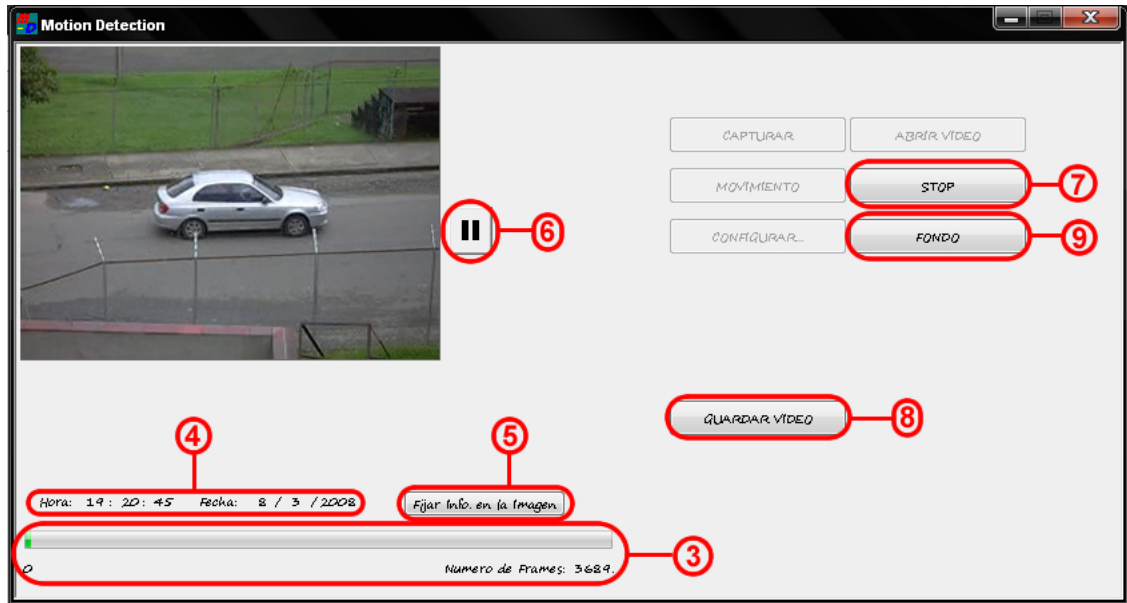 Motion Detection
CAPTURAR
ABRIR VIDEO
MOVIMIENTO
STOP
7
6
CONFIGURAR...
FONDO
9
GUARDAR VIDEO
8
4
5
Hora: 19 : 20 : 45 Fecha: 8 / 3 / 2008
Fijar Info. en la Imagen
3
0
Numero de Frames: 3689.